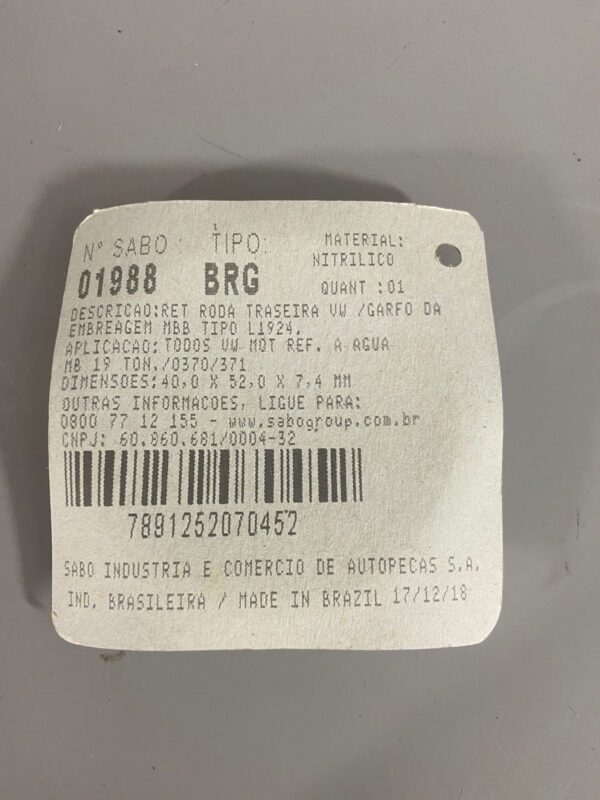 Nº SABO: TIPO: MATERIAL:
NITRILICO
01988 BRG QUANT :01
DESCRICAO:RET RODA TRASEIRA VW /GARFO DA
EMBREAGEM MBB TIPO L1924.
APLICACAO: TODOS VW MOT REF. A AGUA
MB 19 TON./0370/371
DIMENSOES:40,0 X 52,0 X 7,4 MM
OUTRAS INFORMACOES, LIGUE PARA:
0800 77 12 155 - www.sabogroup.com.br
CNPJ: 60.860.681/0004-32
7891252070452
SABO INDUSTRIA E COMERCIO DE AUTOPECAS S.A.
IND. BRASILEIRA / MADE IN BRAZIL 17/12/18